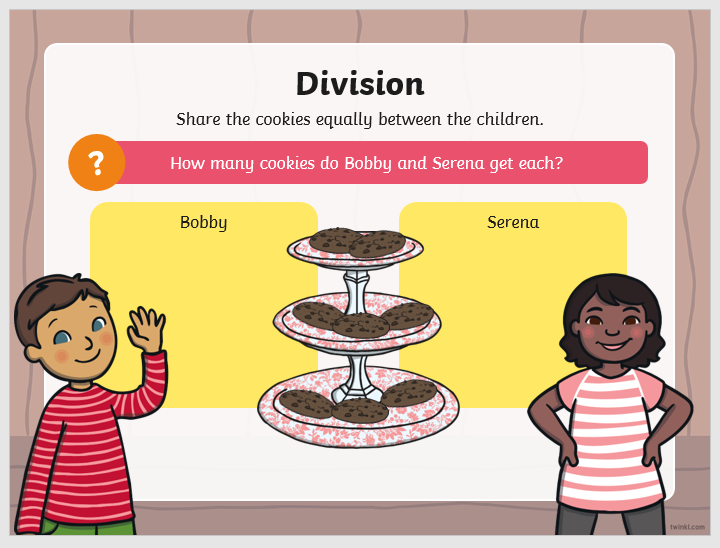 Division
Share the cookies equally between the children.
?
How many cookies do Bobby and Serena get each?
Bobby
Serena
twinkl.com